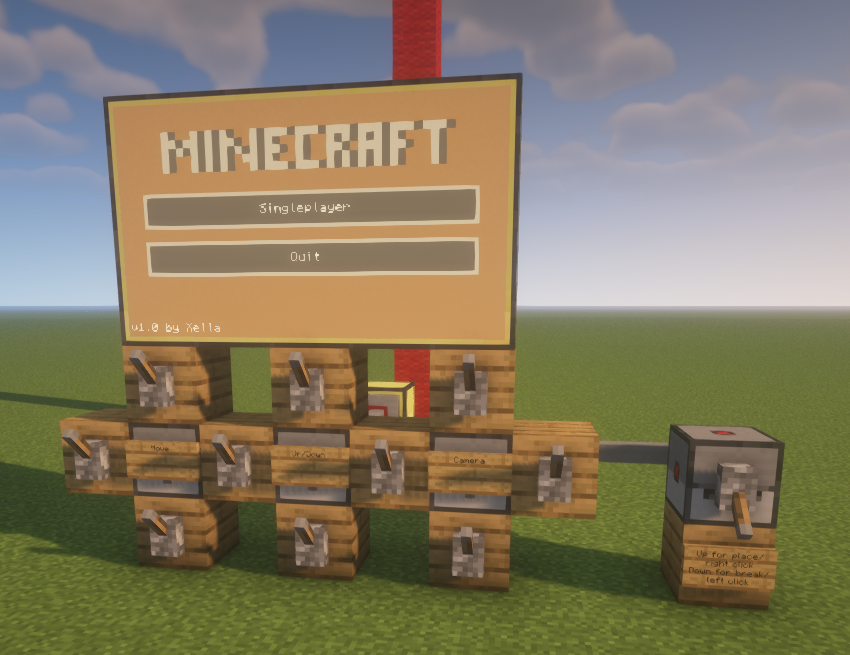 MINECRAFT
Singleplayer
Quit
v1.0 by Xella
Move
Up/Down
Camera
Up for place/
right click
Down for break/
left click